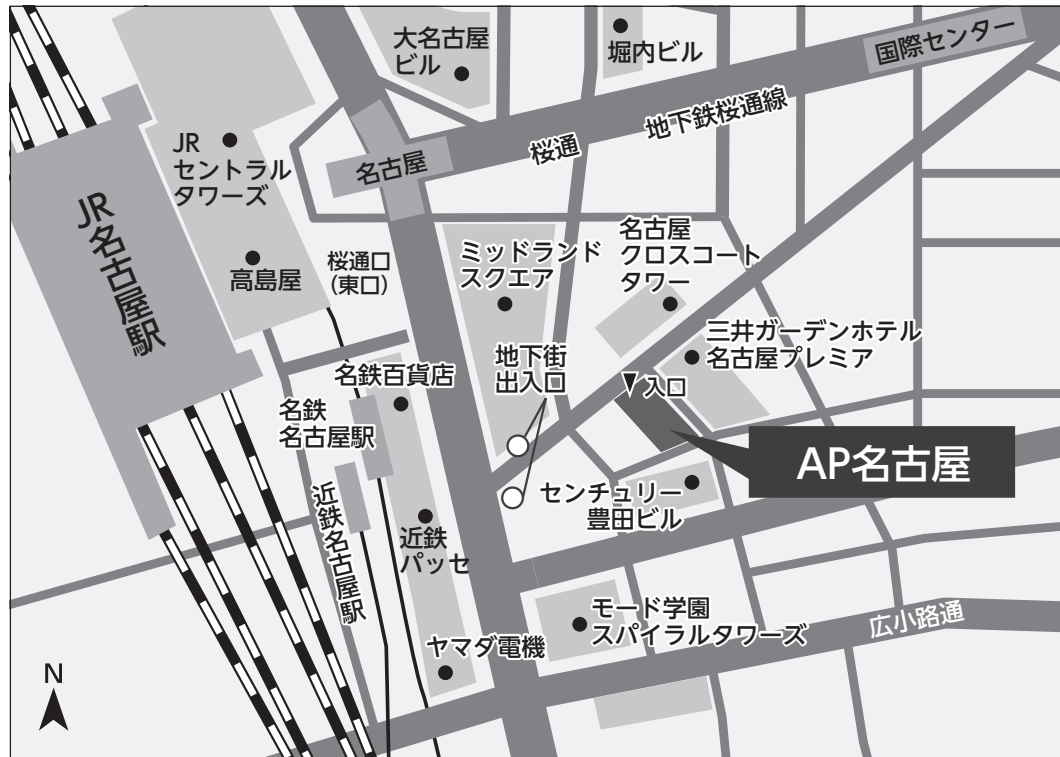 大名古屋
ビル
堀内ビル
国際センター
地下鉄桜通線
桜通
名古屋
JR
セントラル
タワーズ
JR名古屋駅
高島屋
桜通口
(東口)
ミッドランド
スクエア
名古屋
クロスコート
タワー
三井ガーデンホテル
名古屋プレミア
地下街
出入口
入口
名鉄百貨店
名鉄
名古屋駅
AP名古屋
センチュリー
豊田ビル
近鉄名古屋駅
近鉄
パッセ
モード学園
スパイラルタワーズ
広小路通
ヤマダ電機
N